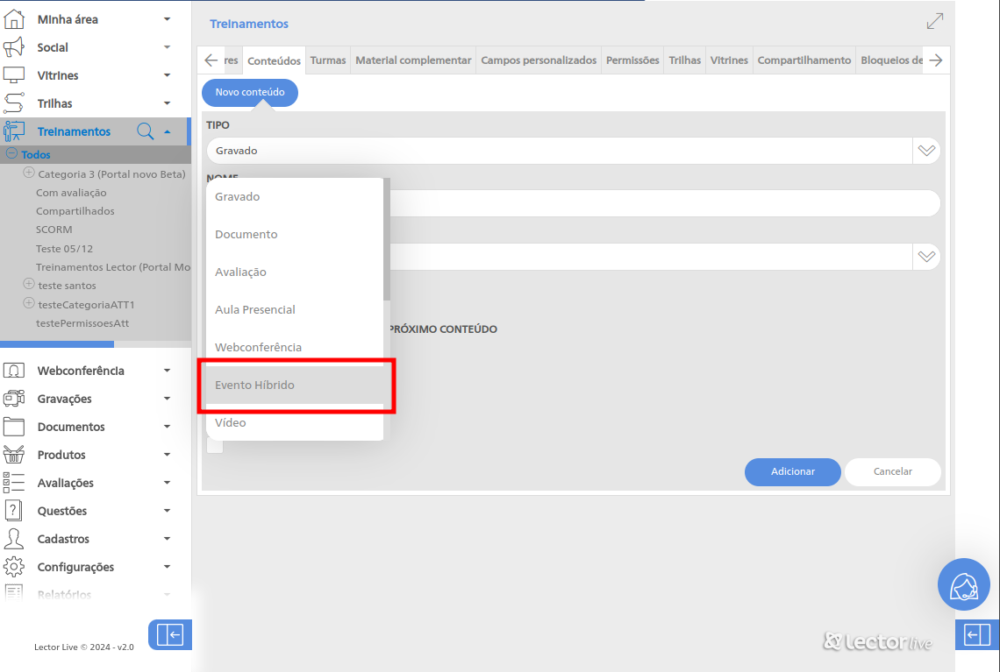 Minha área
Social
Vitrines
Trilhas
Treinamentos
Todos
Categoria 3 (Portal novo Beta)
Com avaliação
Compartilhados
SCORM
Teste 05/12
Treinamentos Lector (Portal Mo
teste santos
testeCategoriaATT1
testePermissoesAtt
Webconferência
Gravações
Documentos
Produtos
Avaliações
Questões
Cadastros
Configurações
Relatórios
Lector Live © 2024 - v2.0
Treinamentos
res Conteúdos Turmas Material complementar Campos personalizados Permissões Trilhas Vitrines Compartilhamento Bloqueios de
Novo conteúdo
TIPO
Gravado
NOME
Gravado
Documento
Avaliação
Aula Presencial
PRÓXIMO CONTEÚDO
Webconferência
Evento Híbrido
Vídeo
Adicionar Cancelar
Lector live